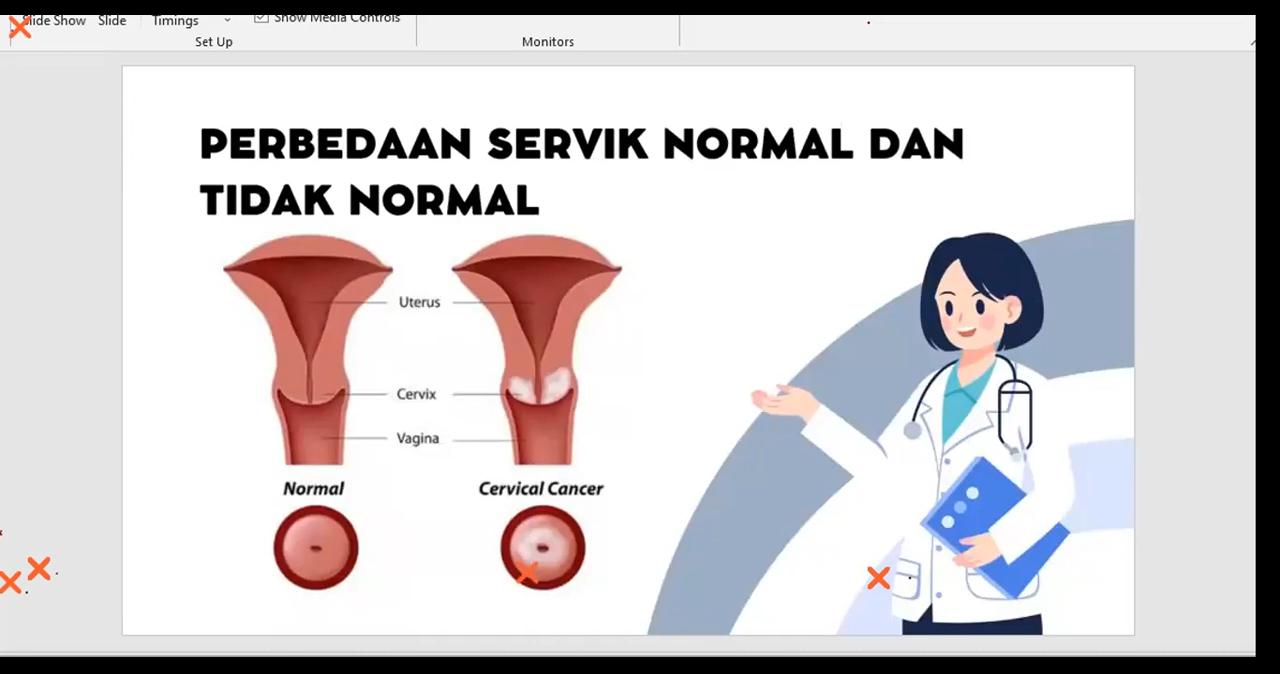 Slide Show Slide Timings Show Media Controls
Set Up Monitors
PERBEDAAN SERVIK NORMAL DAN
TIDAK NORMAL
Uterus
Cervix
Vagina
Normal Cervical Cancer